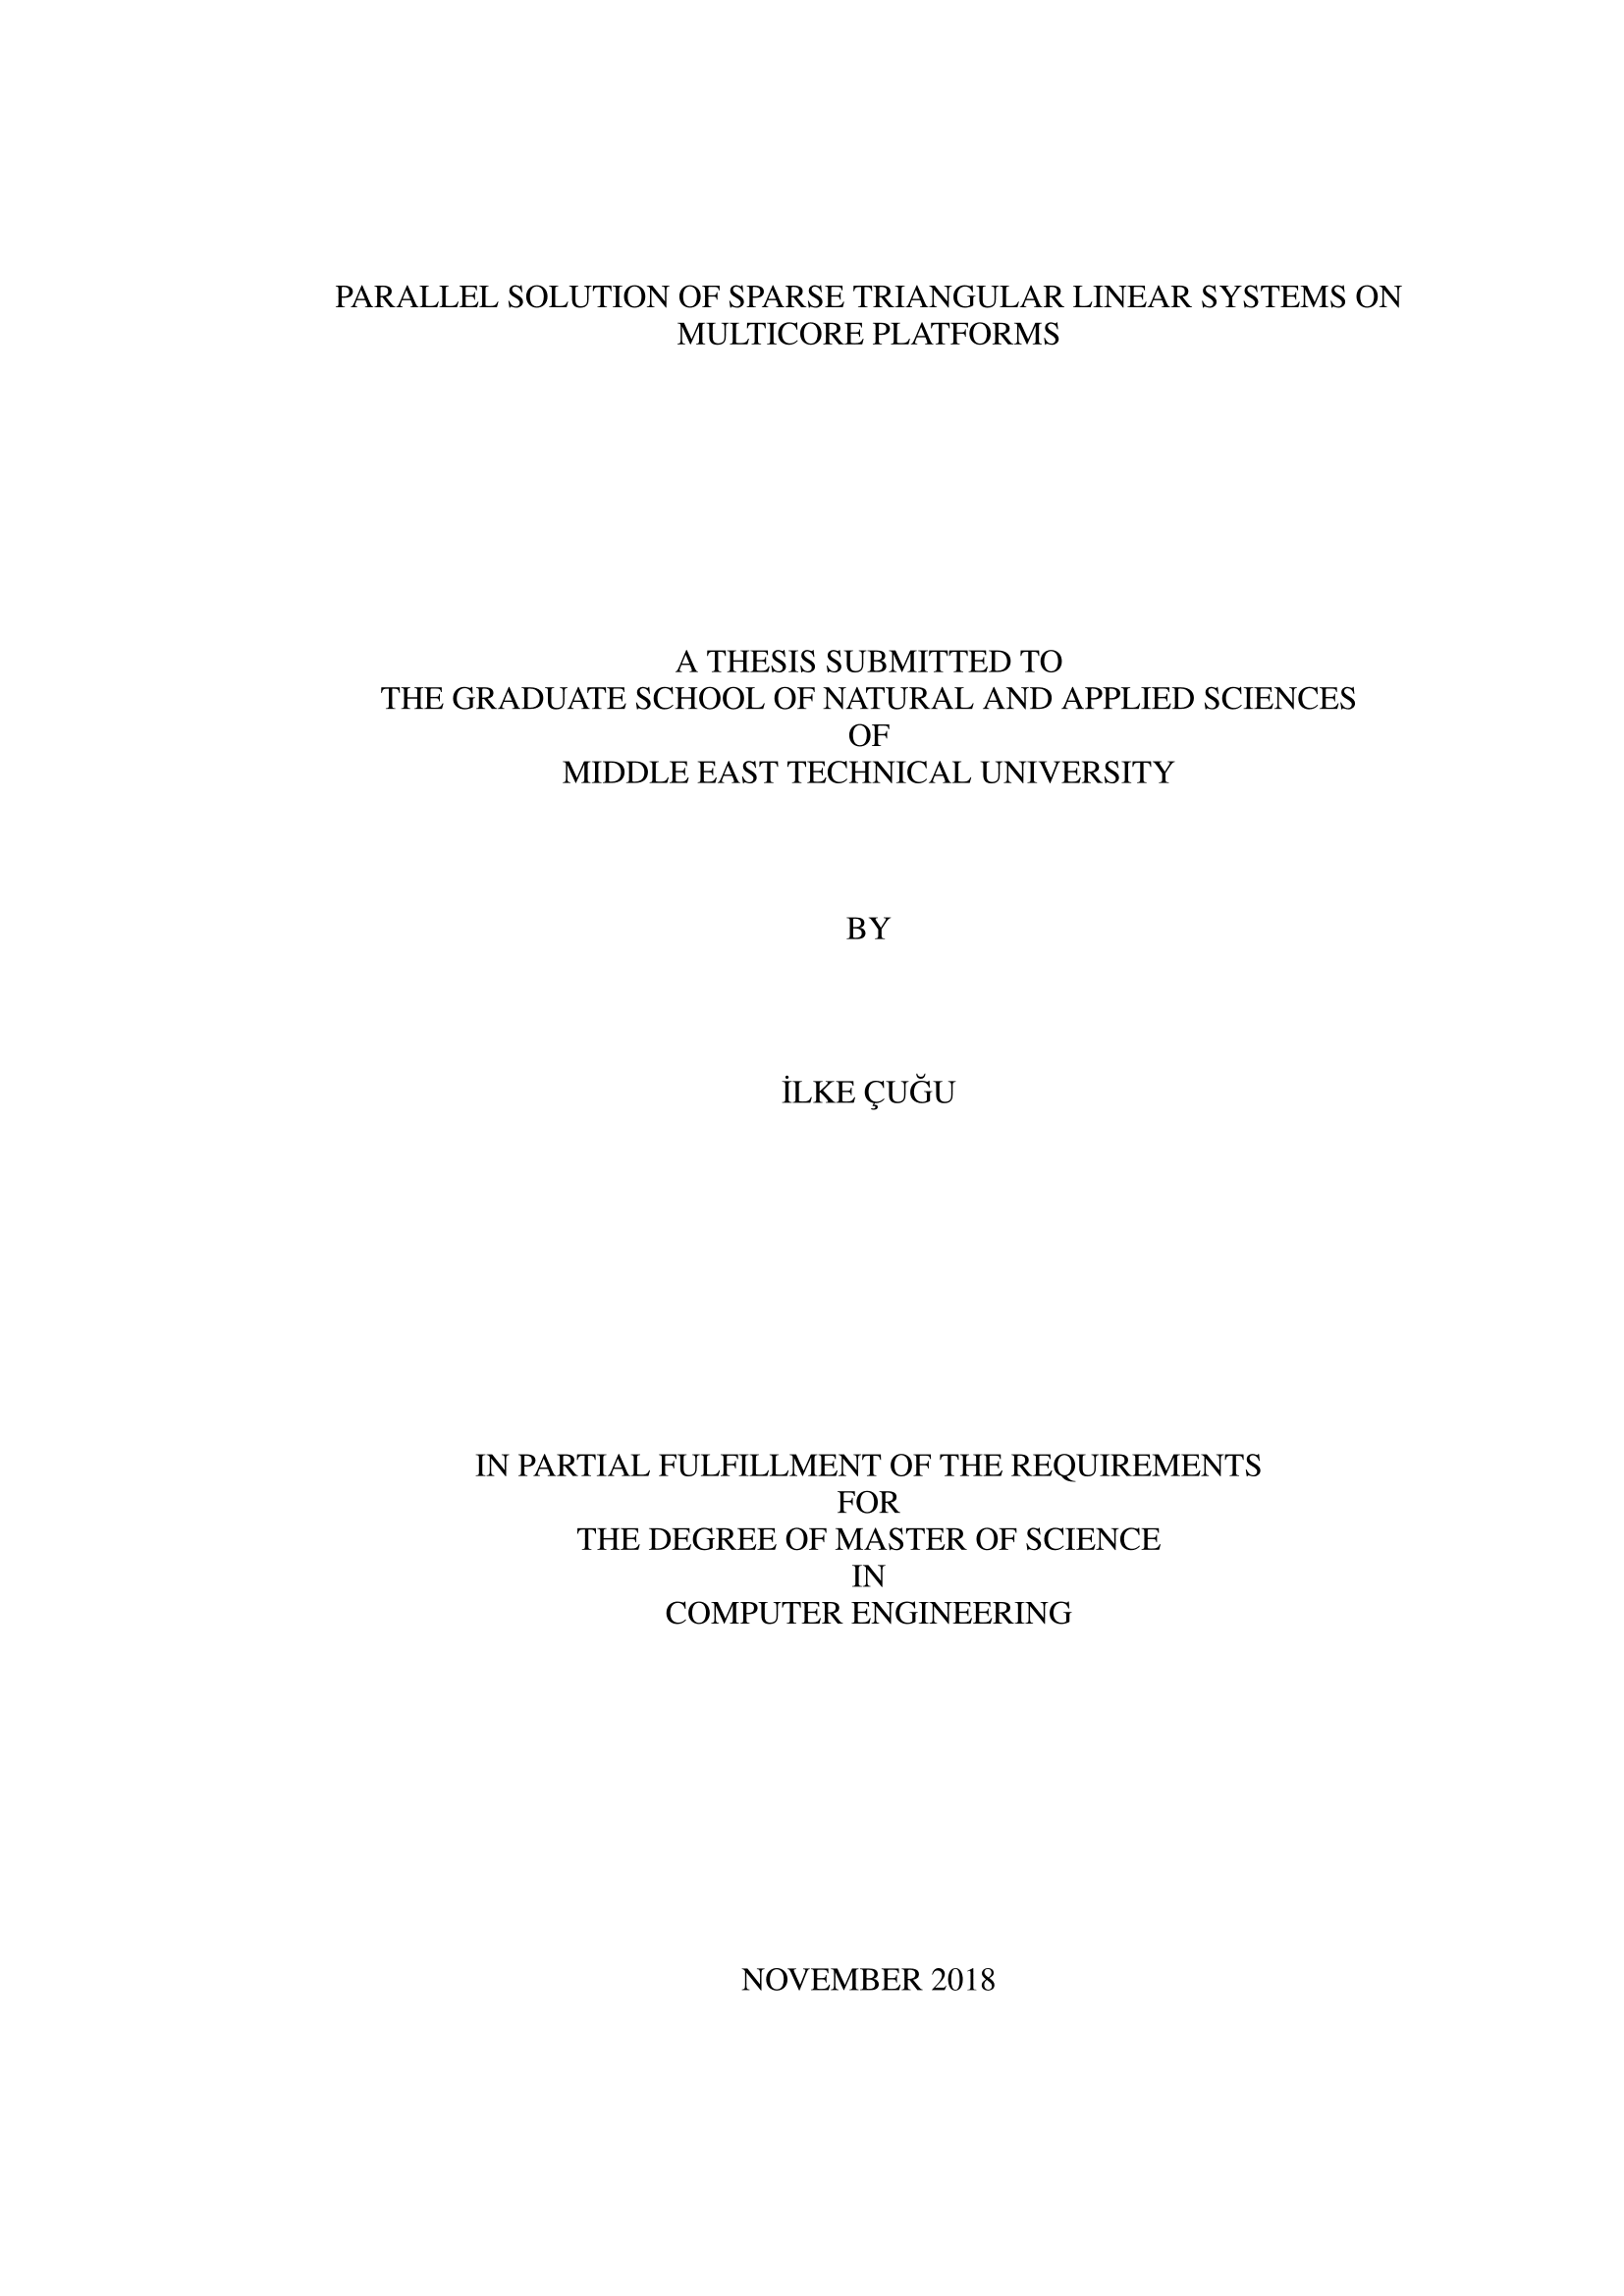 PARALLEL SOLUTION OF SPARSE TRIANGULAR LINEAR SYSTEMS ON
MULTICORE PLATFORMS
A THESIS SUBMITTED TO
THE GRADUATE SCHOOL OF NATURAL AND APPLIED SCIENCES
OF
MIDDLE EAST TECHNICAL UNIVERSITY
BY
İLKE ÇUĞU
IN PARTIAL FULFILLMENT OF THE REQUIREMENTS
FOR
THE DEGREE OF MASTER OF SCIENCE
IN
COMPUTER ENGINEERING
NOVEMBER 2018